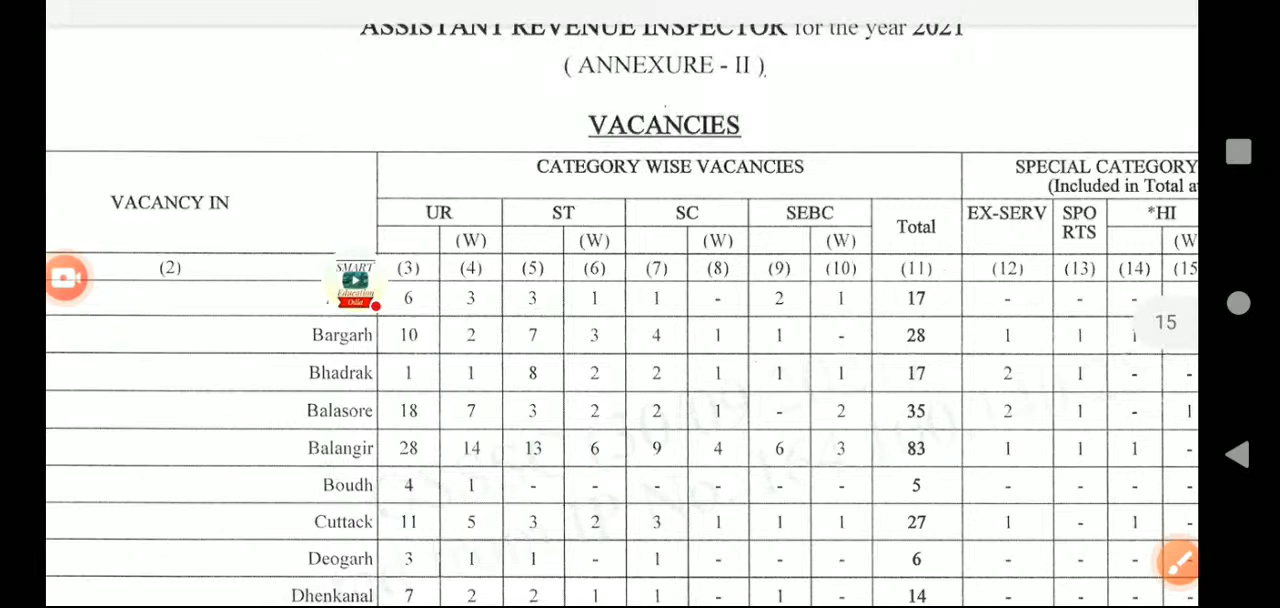 ASSISTANT REVENUE INSPECTOR for the year 2021
( ANNEXURE - II )
VACANCIES
VACANCY IN CATEGORY WISE VACANCIES SPECIAL CATEGORY
(Included in Total
UR ST SC SEBC Total EX-SERV SPO RTS *HI
(W) (W) (W) (W) (W
(2) (3) (4) (5) (6) (7) (8) (9) (10) (11) (12) (13) (14) (15
SMART Education Odia
6 3 3 1 1 - 2 1 17 - - -
15
Bargarh 10 2 7 3 4 1 1 - 28 1 1 1
Bhadrak 1 1 8 2 2 1 1 1 17 2 1 - -
Balasore 18 7 3 2 2 1 - 2 35 2 1 - 1
Balangir 28 14 13 6 9 4 6 3 83 1 1 1 -
Boudh 4 1 - - - - - - 5 - - - -
Cuttack 11 5 3 2 3 1 1 1 27 1 - 1 -
Deogarh 3 1 1 - 1 - - - 6 - - - -
Dhenkanal 7 2 2 1 1 - 1 - 14 - - - -